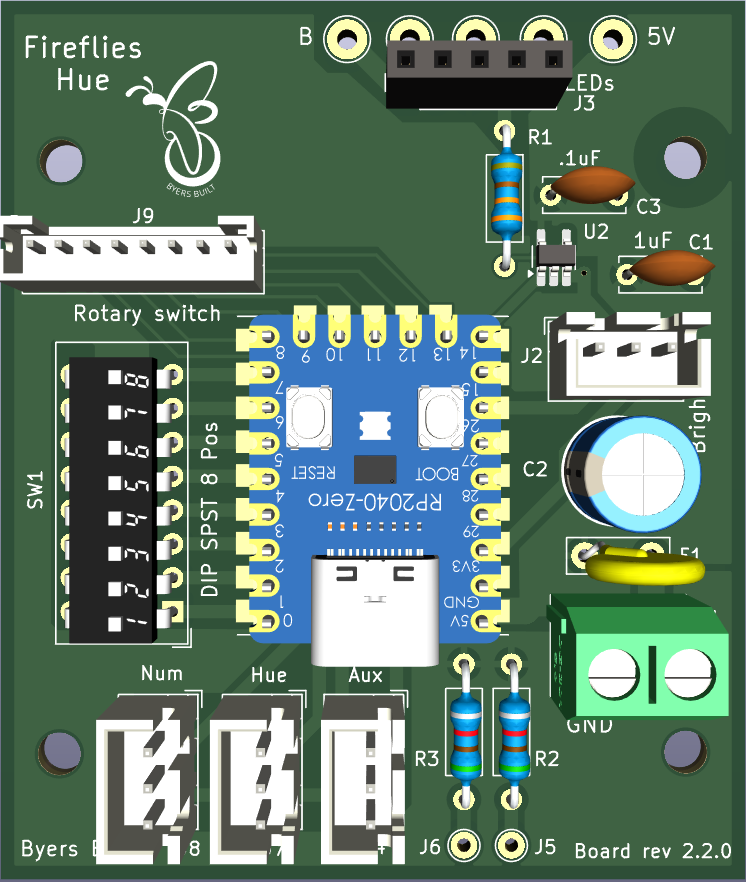 Fireflies
Hue
BYERS BUILT
B
5V
LEDs
J3
R1
.1uF
C3
U2
1uF
C1
J9
Rotary switch
J2
Brigh
C2
F1
SW1
DIP SPST 8 Pos
8
7
6
5
4
3
2
1
8
9
10
11
12
13
14
7
15
6
26
5
27
4
28
3
29
2
3V3
1
GND
0
5V
RESET
BOOT
RP2040-Zero
GND
Num
Hue
Aux
R3
R2
J6
J5
Byers
Board rev 2.2.0